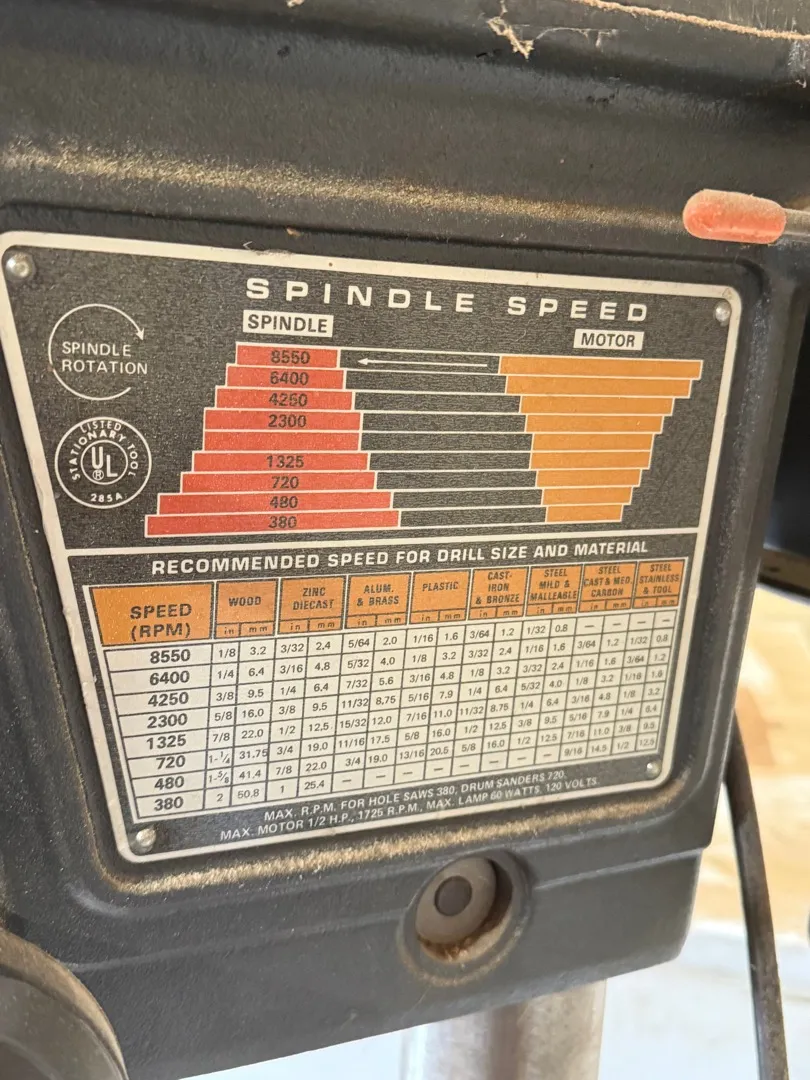 SPINDLE SPEED
SPINDLE
MOTOR
SPINDLE
ROTATION
8550
6400
4250
2300
1325
720
480
380
LISTED
STATIONARY TOOL
UL
®
285A
RECOMMENDED SPEED FOR DRILL SIZE AND MATERIAL
SPEED (RPM) WOOD ZINC DIECAST ALUM. & BRASS PLASTIC CAST-IRON & BRONZE STEEL MILD & MALLEABLE STEEL CAST & MED. CARBON STEEL STAINLESS & TOOL
in mm in mm in mm in mm in mm in mm in mm in mm
8550 1/8 3.2 3/32 2.4 5/64 2.0 1/16 1.6 3/64 1.2 1/32 0.8 — — — —
6400 1/4 6.4 3/16 4.8 5/32 4.0 1/8 3.2 3/32 2.4 1/16 1.6 3/64 1.2 1/32 0.8
4250 3/8 9.5 1/4 6.4 7/32 5.6 3/16 4.8 1/8 3.2 3/32 2.4 1/16 1.6 3/64 1.2
2300 5/8 16.0 3/8 9.5 11/32 8.75 5/16 7.9 1/4 6.4 5/32 4.0 1/8 3.2 1/16 1.6
1325 7/8 22.0 1/2 12.5 15/32 12.0 7/16 11.0 11/32 8.75 1/4 6.4 3/16 4.8 1/8 3.2
720 1-1/4 31.75 3/4 19.0 11/16 17.5 5/8 16.0 1/2 12.5 3/8 9.5 5/16 7.9 1/4 6.4
480 1-5/8 41.4 7/8 22.0 3/4 19.0 13/16 20.5 5/8 16.0 1/2 12.5 7/16 11.0 3/8 9.5
380 2 50.8 1 25.4 — — — — — — — — 9/16 14.5 1/2 12.5
MAX. R.P.M. FOR HOLE SAWS 380, DRUM SANDERS 720.
MAX. MOTOR 1/2 H.P., 1725 R.P.M., MAX. LAMP 60 WATTS. 120 VOLTS.